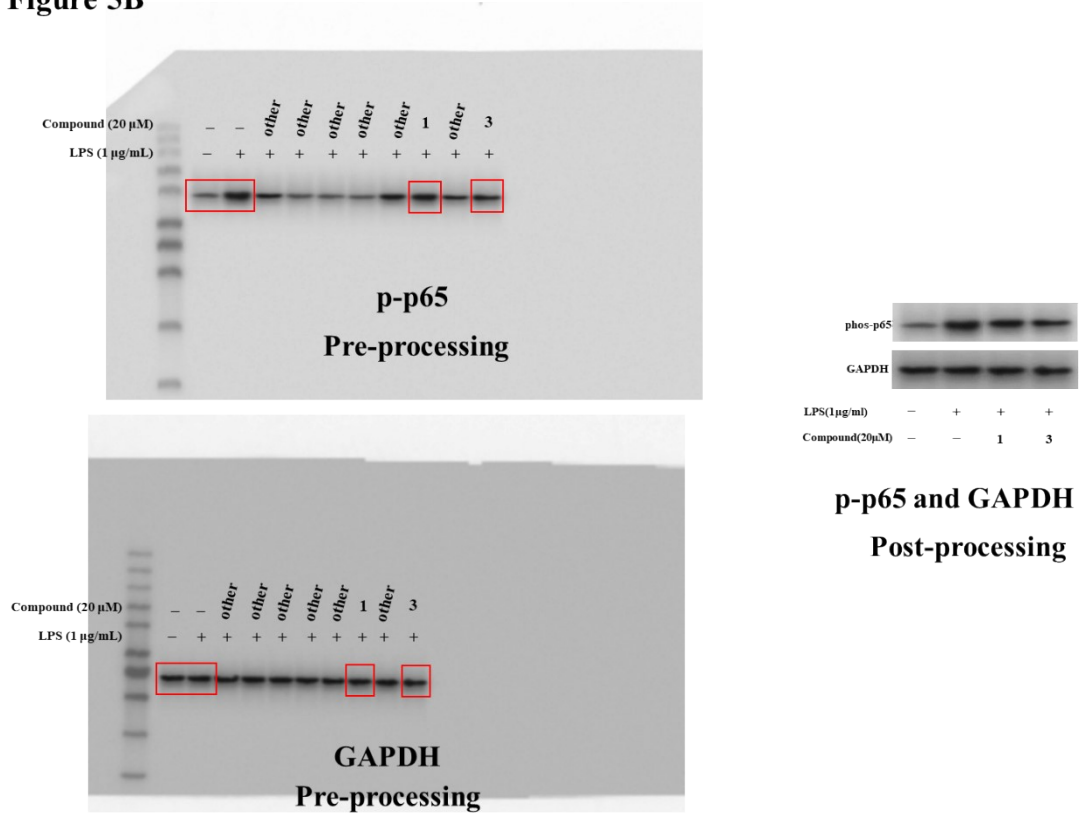 Figure 3B
Compound (20 μM) – – other other other other other 1 other 3
LPS (1 μg/mL) – + + + + + + + + +
p-p65
Pre-processing
Compound (20 μM) – – other other other other other 1 other 3
LPS (1 μg/mL) – + + + + + + + + +
GAPDH
Pre-processing
phos-p65
GAPDH
LPS(1μg/ml) – + + +
Compound(20μM) – – 1 3
p-p65 and GAPDH
Post-processing